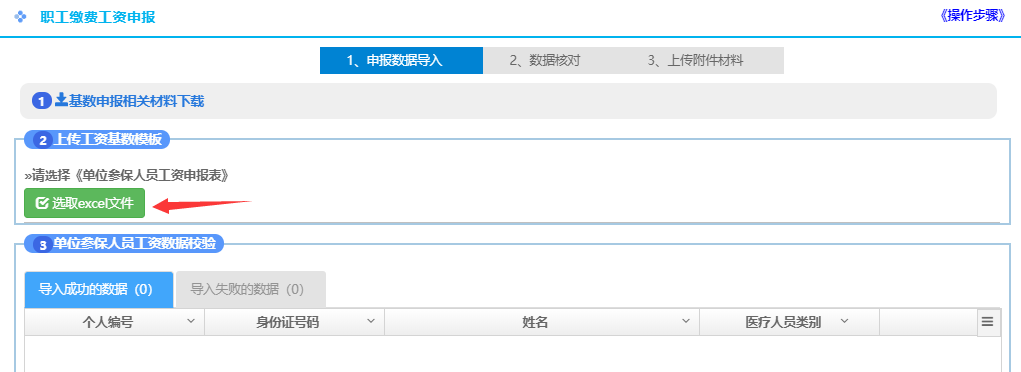 职工缴费工资申报 《操作步骤》
1、申报数据导入 2、数据核对 3、上传附件材料
1 基数申报相关材料下载
2 上传工资基数模板
»请选择《单位参保人员工资申报表》
选取excel文件
3 单位参保人员工资数据校验
导入成功的数据（0） 导入失败的数据（0）
个人编号 身份证号码 姓名 医疗人员类别